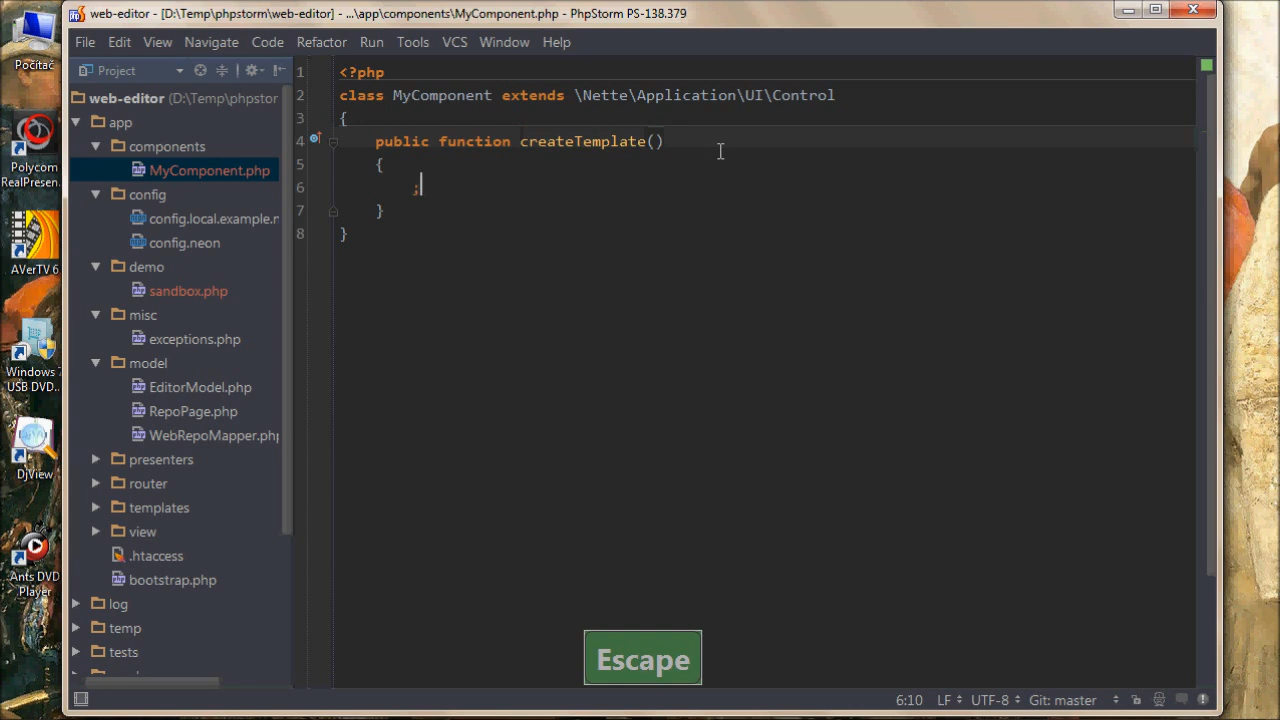 web-editor - [D:\Temp\phpstorm\web-editor] - ...\app\components\MyComponent.php - PhpStorm PS-138.379
File Edit View Navigate Code Refactor Run Tools VCS Window Help
Počítač
Polycom
RealPresen...
AVerTV 6
Windows 7
USB DVD...
DjView
Ants DVD
Player
Project
web-editor (D:\Temp\phpstor
app
components
MyComponent.php
config
config.local.example.n
config.neon
demo
sandbox.php
misc
exceptions.php
model
EditorModel.php
RepoPage.php
WebRepoMapper.php
presenters
router
templates
view
.htaccess
bootstrap.php
log
temp
tests
1 <?php
2 class MyComponent extends \Nette\Application\UI\Control
3 {
4 public function createTemplate()
5 {
6 ;
7 }
8 }
Escape
6:10 LF UTF-8 Git: master